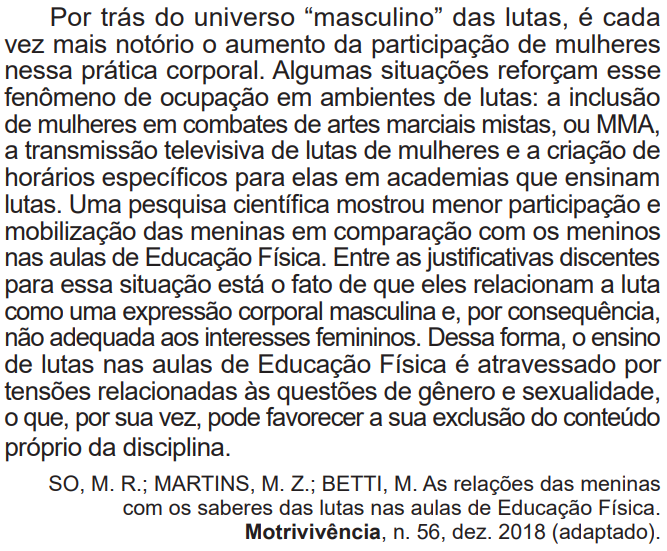 Por trás do universo “masculino” das lutas, é cada
vez mais notório o aumento da participação de mulheres
nessa prática corporal. Algumas situações reforçam esse
fenômeno de ocupação em ambientes de lutas: a inclusão
de mulheres em combates de artes marciais mistas, ou MMA,
a transmissão televisiva de lutas de mulheres e a criação de
horários específicos para elas em academias que ensinam
lutas. Uma pesquisa científica mostrou menor participação e
mobilização das meninas em comparação com os meninos
nas aulas de Educação Física. Entre as justificativas discentes
para essa situação está o fato de que eles relacionam a luta
como uma expressão corporal masculina e, por consequência,
não adequada aos interesses femininos. Dessa forma, o ensino
de lutas nas aulas de Educação Física é atravessado por
tensões relacionadas às questões de gênero e sexualidade,
o que, por sua vez, pode favorecer a sua exclusão do conteúdo
próprio da disciplina.
SO, M. R.; MARTINS, M. Z.; BETTI, M. As relações das meninas
com os saberes das lutas nas aulas de Educação Física.
Motrivivência, n. 56, dez. 2018 (adaptado).